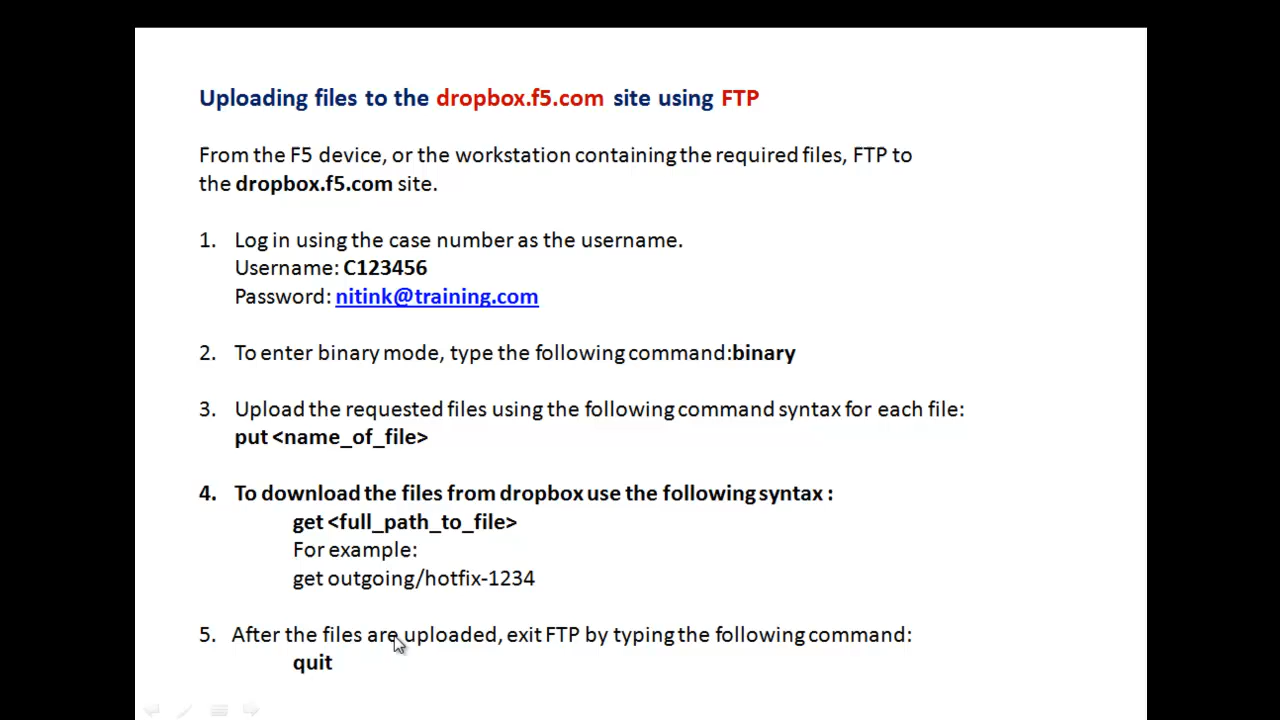 Uploading files to the dropbox.f5.com site using FTP
From the F5 device, or the workstation containing the required files, FTP to
the dropbox.f5.com site.
1. Log in using the case number as the username.
Username: C123456
Password: nitink@training.com
2. To enter binary mode, type the following command:binary
3. Upload the requested files using the following command syntax for each file:
put <name_of_file>
4. To download the files from dropbox use the following syntax :
get <full_path_to_file>
For example:
get outgoing/hotfix-1234
5. After the files are uploaded, exit FTP by typing the following command:
quit